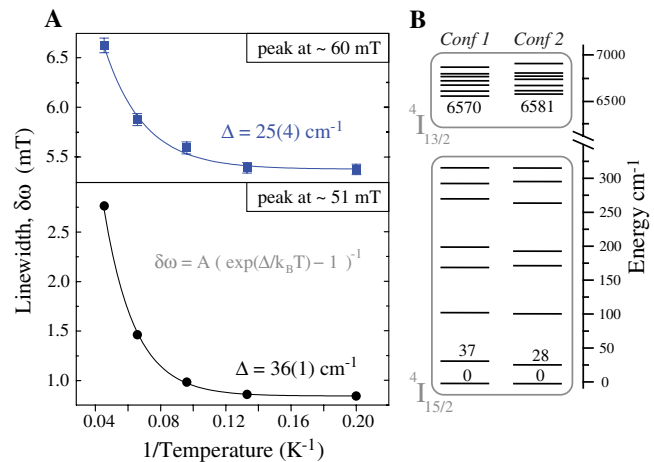 A
peak at ~ 60 mT
6.5
6.0
5.5
Δ = 25(4) cm⁻¹
peak at ~ 51 mT
2.5
1.5
1.0
δω = A ( exp(Δ/k_BT) − 1 )⁻¹
Δ = 36(1) cm⁻¹
Linewidth, δω (mT)
0.04 0.08 0.12 0.16 0.20
1/Temperature (K⁻¹)
B
Conf 1 Conf 2
7000
6500
6570 6581
⁴I₁₃/₂
300
250
200
150
100
50
0
37 28
0 0
⁴I₁₅/₂
Energy cm⁻¹